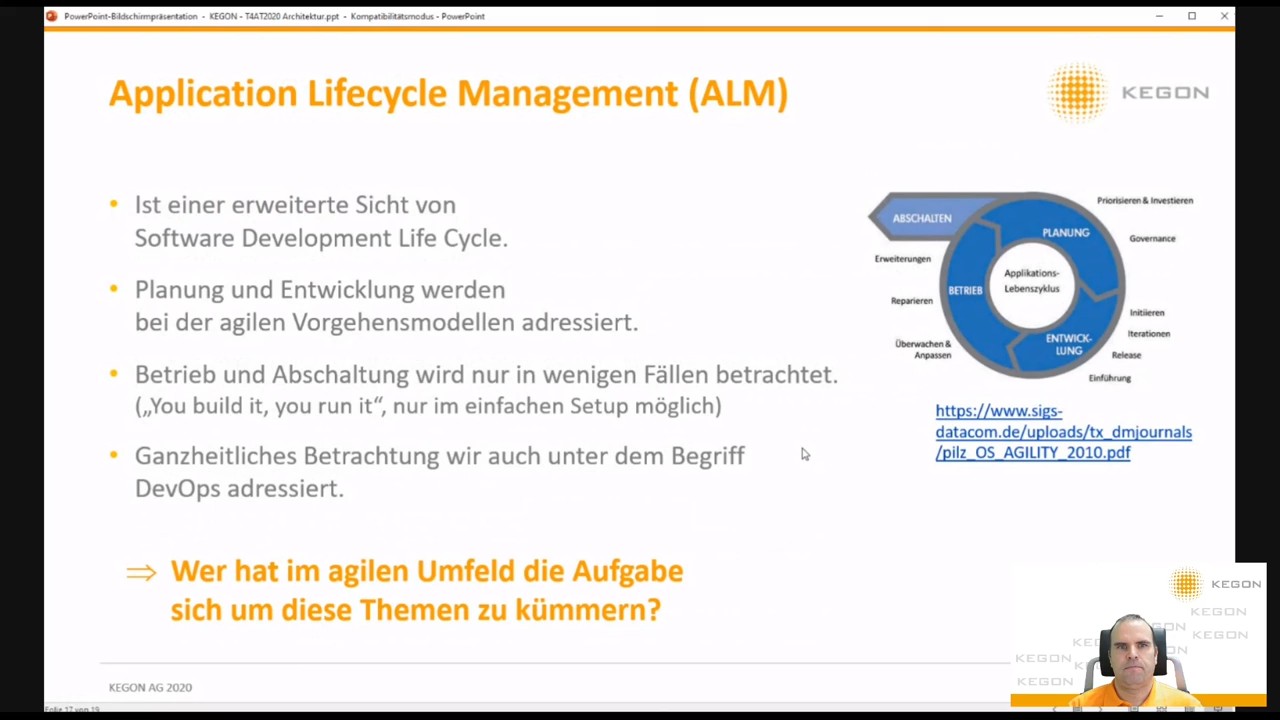 PowerPoint-Bildschirmpräsentation - KEGON - T4AT2020 Architektur.ppt - Kompatibilitätsmodus - PowerPoint
Application Lifecycle Management (ALM)
KEGON
• Ist einer erweiterte Sicht von
Software Development Life Cycle.
• Planung und Entwicklung werden
bei der agilen Vorgehensmodellen adressiert.
• Betrieb und Abschaltung wird nur in wenigen Fällen betrachtet.
(„You build it, you run it“, nur im einfachen Setup möglich)
• Ganzheitliches Betrachtung wir auch unter dem Begriff
DevOps adressiert.
⇒ Wer hat im agilen Umfeld die Aufgabe
sich um diese Themen zu kümmern?
ABSCHALTEN
PLANUNG
BETRIEB
ENTWICK-
LUNG
Applikations-
Lebenszyklus
Priorisieren & Investieren
Governance
Initiieren
Iterationen
Release
Einführung
Erweiterungen
Reparieren
Überwachen &
Anpassen
https://www.sigs-
datacom.de/uploads/tx_dmjournals
/pilz_OS_AGILITY_2010.pdf
KEGON AG 2020
Folie 17 von 19
KEGON
KEGON
KEGON
KEGON
KEGON